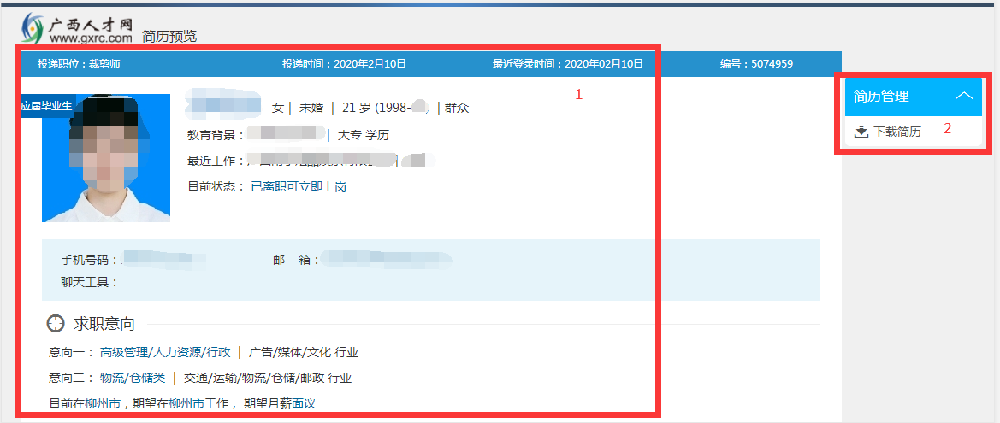 广西人才网
www.gxrc.com 简历预览
投递职位：裁剪师 投递时间：2020年2月10日 最近登录时间：2020年02月10日 编号：5074959
1
简历管理
下载简历 2
应届毕业生
女 | 未婚 | 21 岁 (1998- | 群众
教育背景： | 大专 学历
最近工作： |
目前状态： 已离职可立即上岗
手机号码： 邮 箱：
聊天工具：
求职意向
意向一： 高级管理/人力资源/行政 | 广告/媒体/文化 行业
意向二： 物流/仓储类 | 交通/运输/物流/仓储/邮政 行业
目前在柳州市，期望在柳州市工作， 期望月薪面议